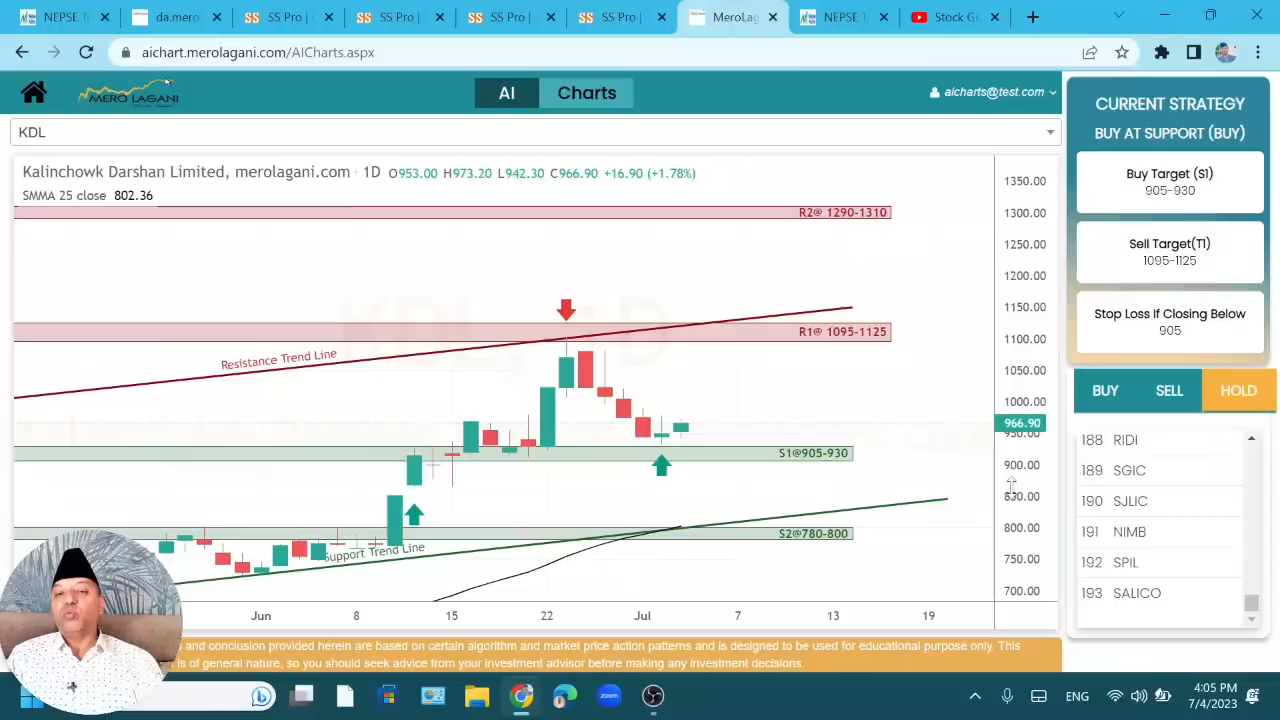 NEPSE T
da.mero
SS Pro |
SS Pro |
SS Pro |
SS Pro |
MeroLag
NEPSE T
Stock Ge
aichart.merolagani.com/AICharts.aspx
MERO LAGANI
AI
Charts
aicharts@test.com
KDL
Kalinchowk Darshan Limited, merolagani.com · 1D O953.00 H973.20 L942.30 C966.90 +16.90 (+1.78%)
SMMA 25 close 802.36
R2@ 1290-1310
R1@ 1095-1125
Resistance Trend Line
S1@905-930
S2@780-800
Support Trend Line
1350.00
1300.00
1250.00
1200.00
1150.00
1100.00
1050.00
1000.00
966.90
950.00
900.00
850.00
800.00
750.00
700.00
Jun 8 15 22 Jul 7 13 19
and conclusion provided herein are based on certain algorithm and market price action patterns and is designed to be used for educational purpose only. This
is of general nature, so you should seek advice from your investment advisor before making any investment decisions.
CURRENT STRATEGY
BUY AT SUPPORT (BUY)
Buy Target (S1)
905-930
Sell Target(T1)
1095-1125
Stop Loss If Closing Below
905
BUY
SELL
HOLD
188 RIDI
189 SGIC
190 SJLIC
191 NIMB
192 SPIL
193 SALICO
zoom
ENG
4:05 PM
7/4/2023